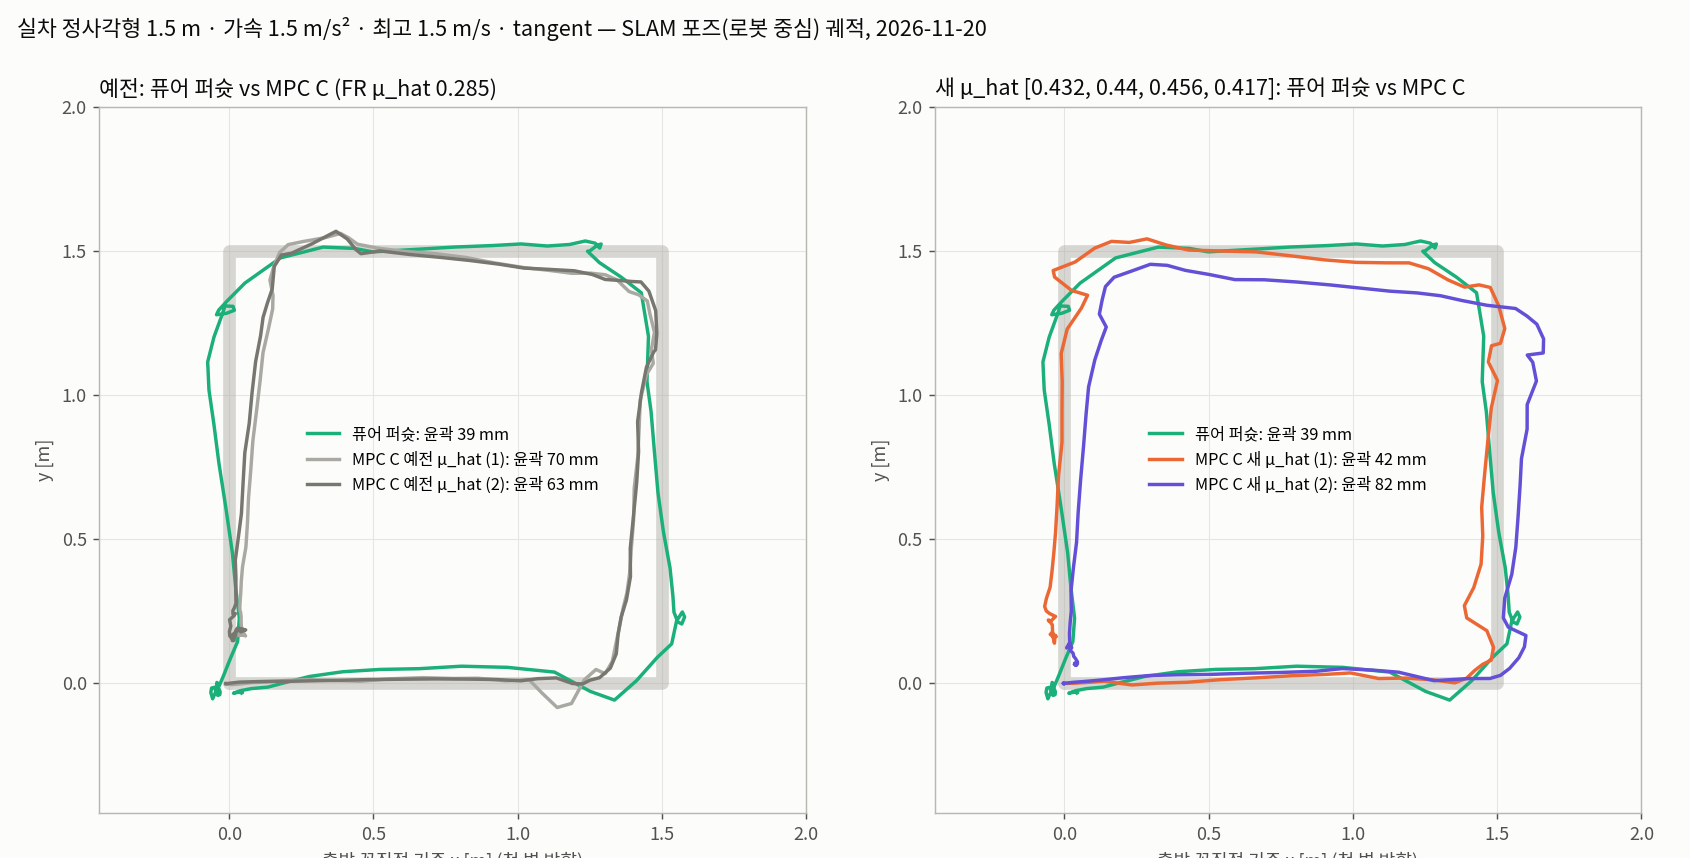 실차 정사각형 1.5 m · 가속 1.5 m/s² · 최고 1.5 m/s · tangent — SLAM 포즈(로봇 중심) 궤적, 2026-11-20
예전: 퓨어 퍼슛 vs MPC C (FR μ_hat 0.285)
2.0
1.5
1.0
0.5
0.0
y [m]
퓨어 퍼슛: 윤곽 39 mm
MPC C 예전 μ_hat (1): 윤곽 70 mm
MPC C 예전 μ_hat (2): 윤곽 63 mm
0.0 0.5 1.0 1.5 2.0
새 μ_hat [0.432, 0.44, 0.456, 0.417]: 퓨어 퍼슛 vs MPC C
2.0
1.5
1.0
0.5
0.0
y [m]
퓨어 퍼슛: 윤곽 39 mm
MPC C 새 μ_hat (1): 윤곽 42 mm
MPC C 새 μ_hat (2): 윤곽 82 mm
0.0 0.5 1.0 1.5 2.0